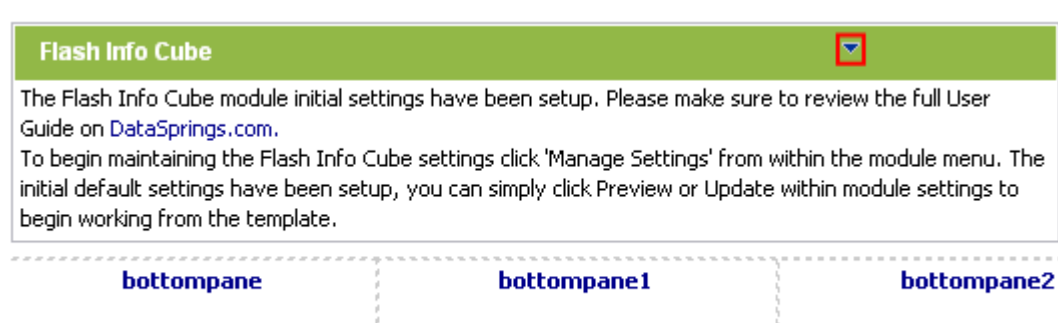 Flash Info Cube
The Flash Info Cube module initial settings have been setup. Please make sure to review the full User
Guide on DataSprings.com.
To begin maintaining the Flash Info Cube settings click 'Manage Settings' from within the module menu. The
initial default settings have been setup, you can simply click Preview or Update within module settings to
begin working from the template.
bottompane bottompane1 bottompane2